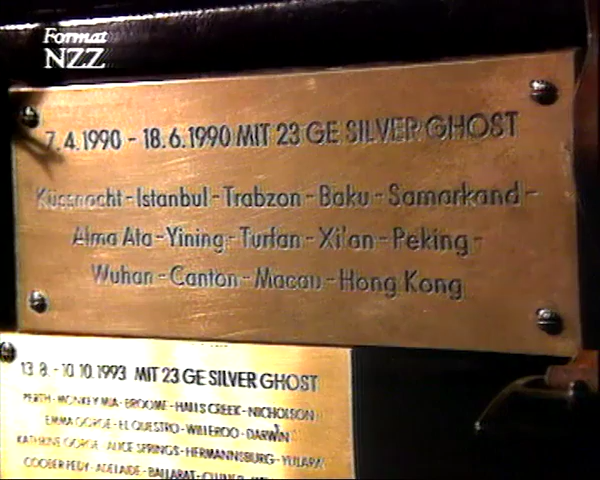 Format
NZZ
7.4.1990 - 18.6.1990 MIT 23 GE SILVER GHOST
Küssnacht - Istanbul - Trabzon - Baku - Samarkand -
Alma Ata - Yining - Turfan - Xi'an - Peking -
Wuhan - Canton - Macau - Hong Kong
13.8. - 10.10.1993 MIT 23 GE SILVER GHOST
PERTH - MONKEY MIA - BROOME - HALLS CREEK - NICHOLSON
EMMA GORGE - EL QUESTRO - WILLEROO - DARWIN
KATHRINE GORGE - ALICE SPRINGS - HERMANNSBURG - YULARA
COOBER PEDY - ADELAIDE - BALLARAT -